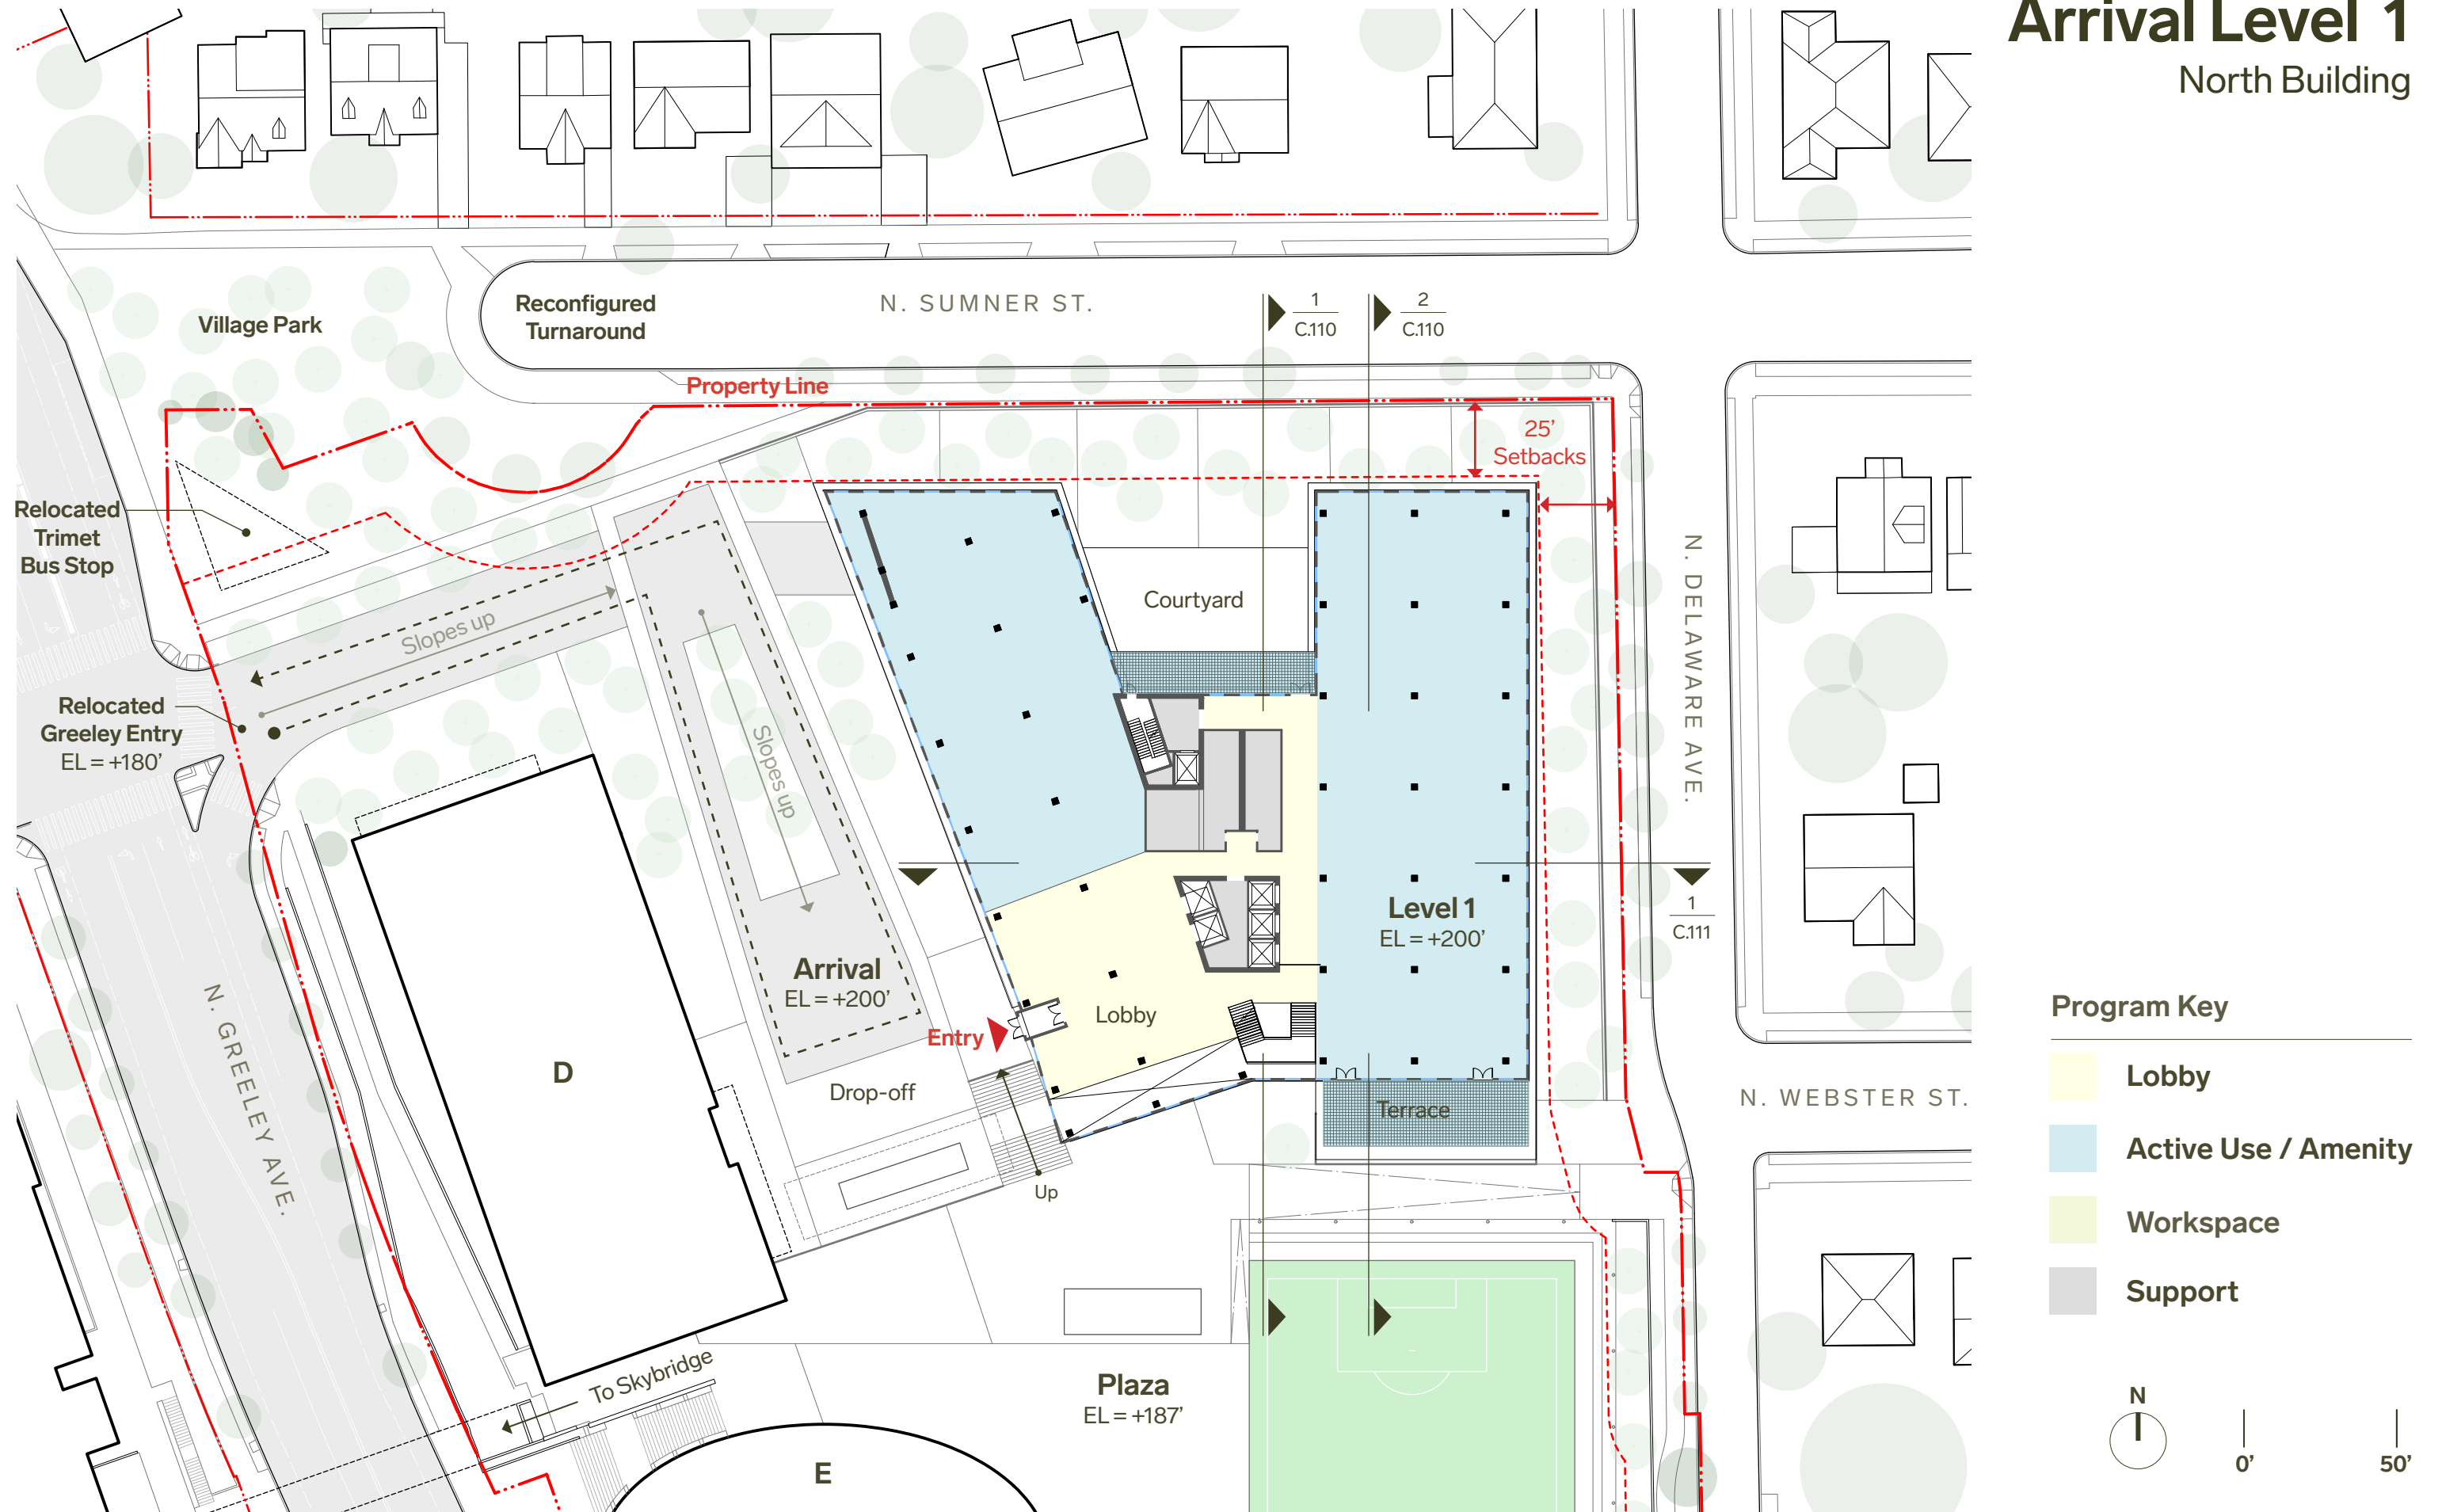 Arrival Level 1
North Building
N. SUMNER ST.
Reconfigured
Turnaround
Village Park
1
C.110
2
C.110
Property Line
25’
Setbacks
Relocated
Trimet
Bus Stop
Slopes up
Courtyard
N. DELAWARE AVE.
Relocated
Greeley Entry
EL = +180’
Slopes up
Level 1
EL = +200’
1
C.111
Arrival
EL = +200’
Lobby
Entry
N. GREELEY AVE.
D
Drop-off
Terrace
N. WEBSTER ST.
Up
To Skybridge
Plaza
EL = +187’
E
Program Key
Lobby
Active Use / Amenity
Workspace
Support
N
0’
50’